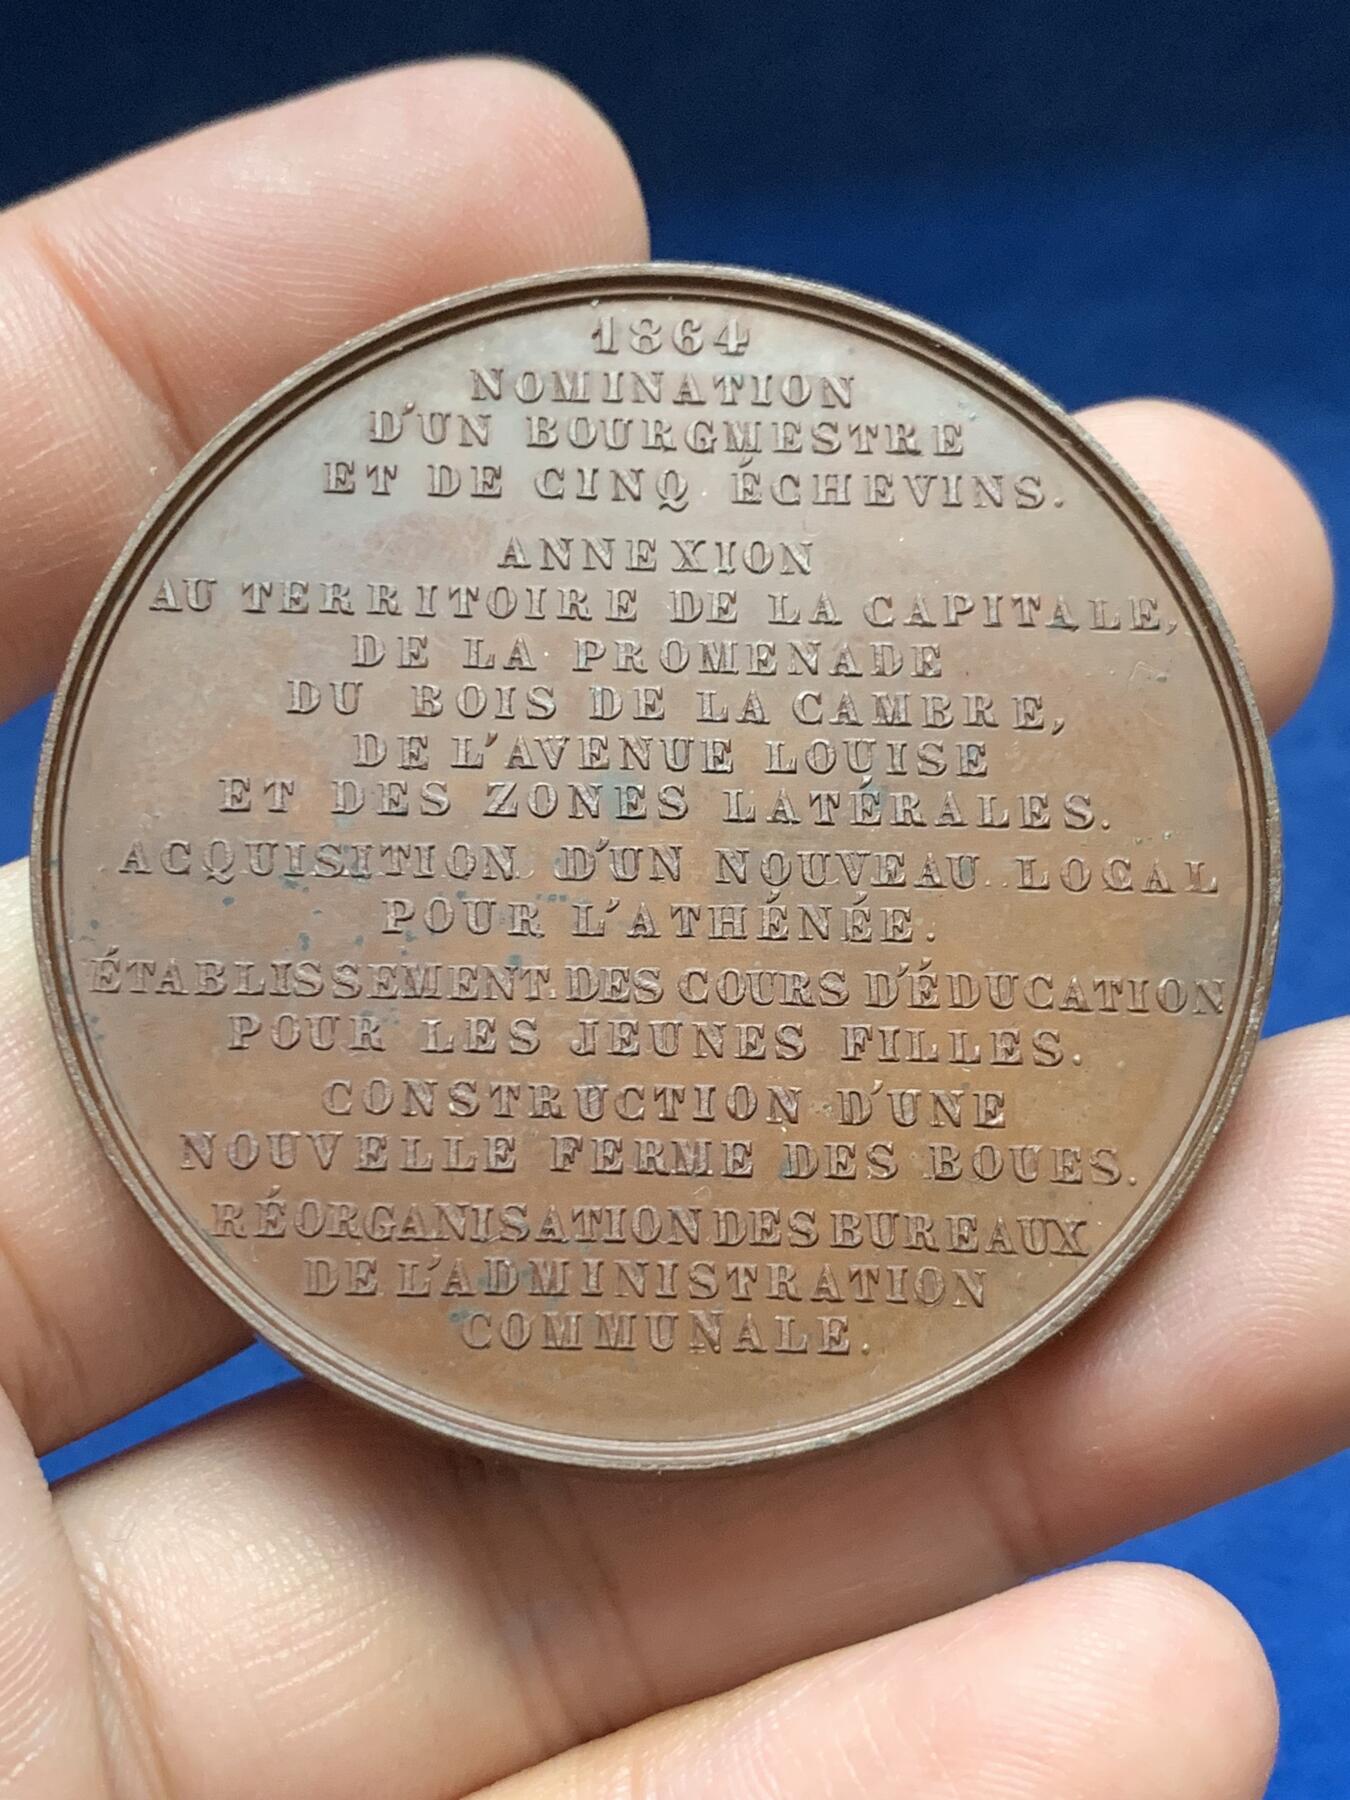 1864
NOMINATION
D'UN BOURGMESTRE
ET DE CINQ ÉCHEVINS.
ANNEXION
AU TERRITOIRE DE LA CAPITALE,
DE LA PROMENADE
DU BOIS DE LA CAMBRE,
DE L'AVENUE LOUISE
ET DES ZONES LATÉRALES.
ACQUISITION D'UN NOUVEAU LOCAL
POUR L'ATHÉNÉE.
ÉTABLISSEMENT DES COURS D'ÉDUCATION
POUR LES JEUNES FILLES.
CONSTRUCTION D'UNE
NOUVELLE FERME DES BOUES.
RÉORGANISATION DES BUREAUX
DE L'ADMINISTRATION
COMMUNALE.